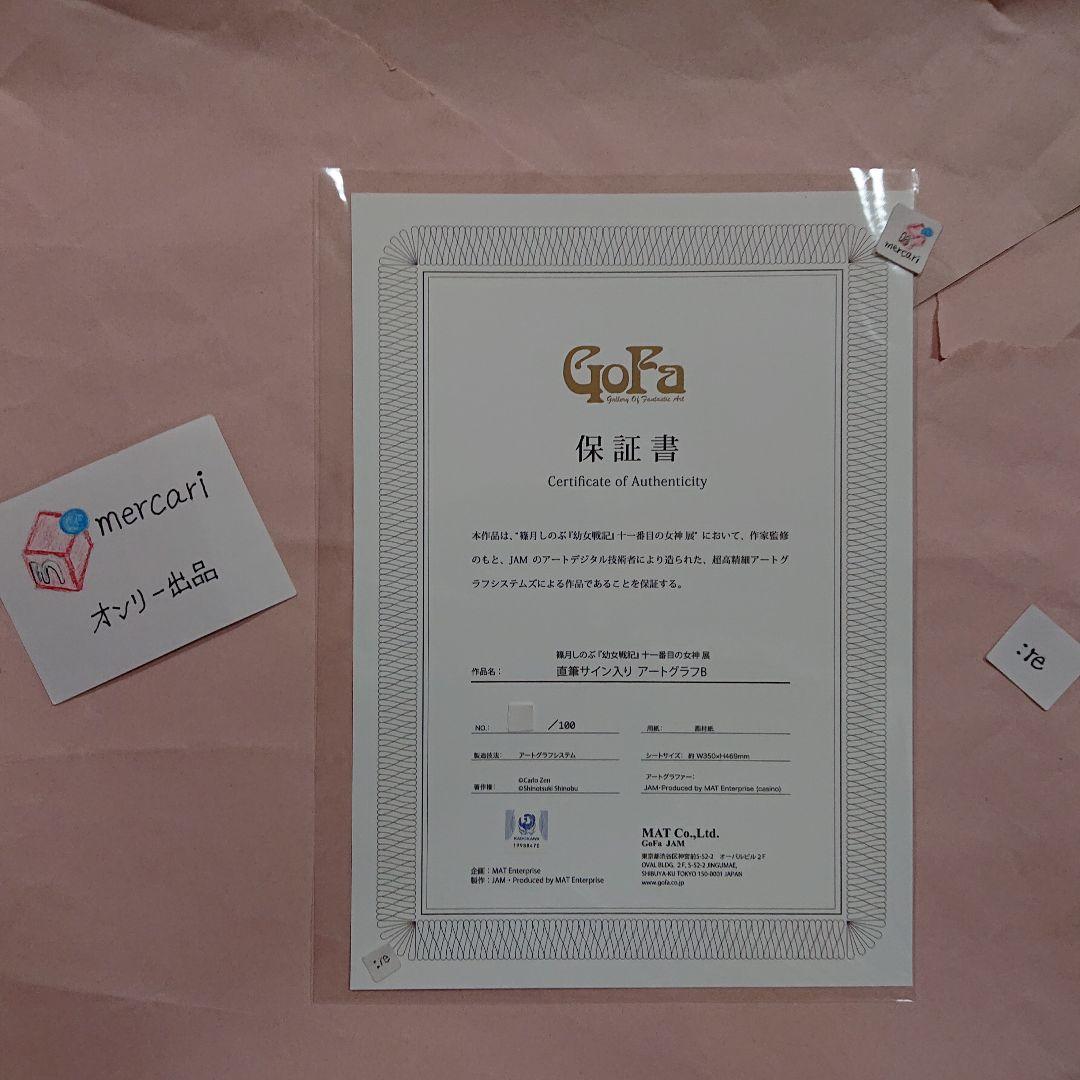 mercari
オンリー出品
mercari
:re
:re
GoFa
Gallery Of Fantastic Art
保証書
Certificate of Authenticity
本作品は、“篠月しのぶ『幼女戦記』十一番目の女神 展” において、作家監修
のもと、JAM のアートデジタル技術者により造られた、超高精細アートグ
ラフシステムズによる作品であることを保証する。
篠月しのぶ『幼女戦記』十一番目の女神 展
作品名： 直筆サイン入り アートグラフB
NO.： ／100
用紙： 画材紙
製造技法： アートグラフシステム
シートサイズ： 約 W350×H469mm
著作権： ©Carlo Zen
©Shinotsuki Shinobu
アートグラファー：
JAM・Produced by MAT Enterprise (casino)
KADOKAWA
企画：MAT Enterprise
製作：JAM・Produced by MAT Enterprise
MAT Co.,Ltd.
GoFa JAM
東京都渋谷区神宮前5-52-2 オーバルビル２F
OVAL BLDG. 2F, 5-52-2 JINGUMAE,
SHIBUYA-KU TOKYO 150-0001 JAPAN
www.gofa.co.jp